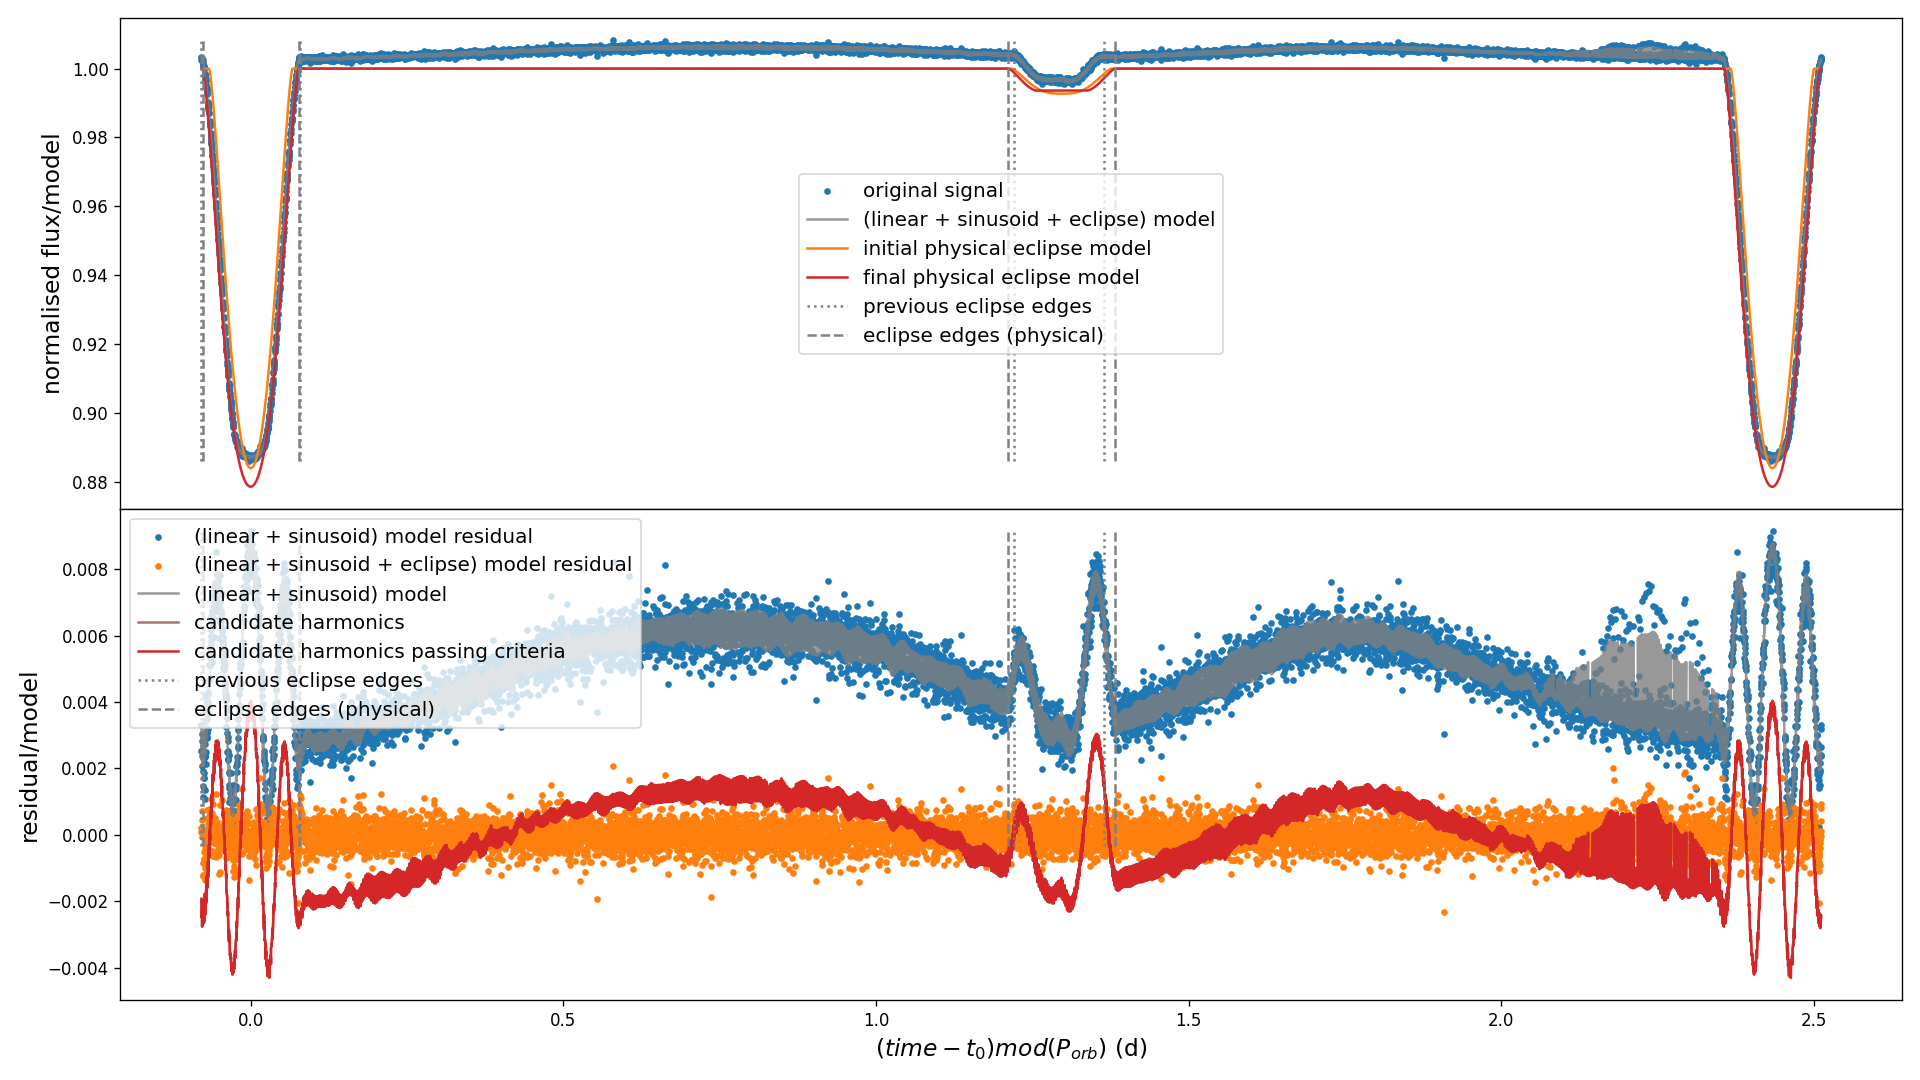 normalised flux/model
1.00
0.98
0.96
0.94
0.92
0.90
0.88
original signal
(linear + sinusoid + eclipse) model
initial physical eclipse model
final physical eclipse model
previous eclipse edges
eclipse edges (physical)
residual/model
0.008
0.006
0.004
0.002
0.000
−0.002
−0.004
(linear + sinusoid) model residual
(linear + sinusoid + eclipse) model residual
(linear + sinusoid) model
candidate harmonics
candidate harmonics passing criteria
previous eclipse edges
eclipse edges (physical)
0.0 0.5 1.0 1.5 2.0 2.5
(time − t₀)mod(P_orb) (d)